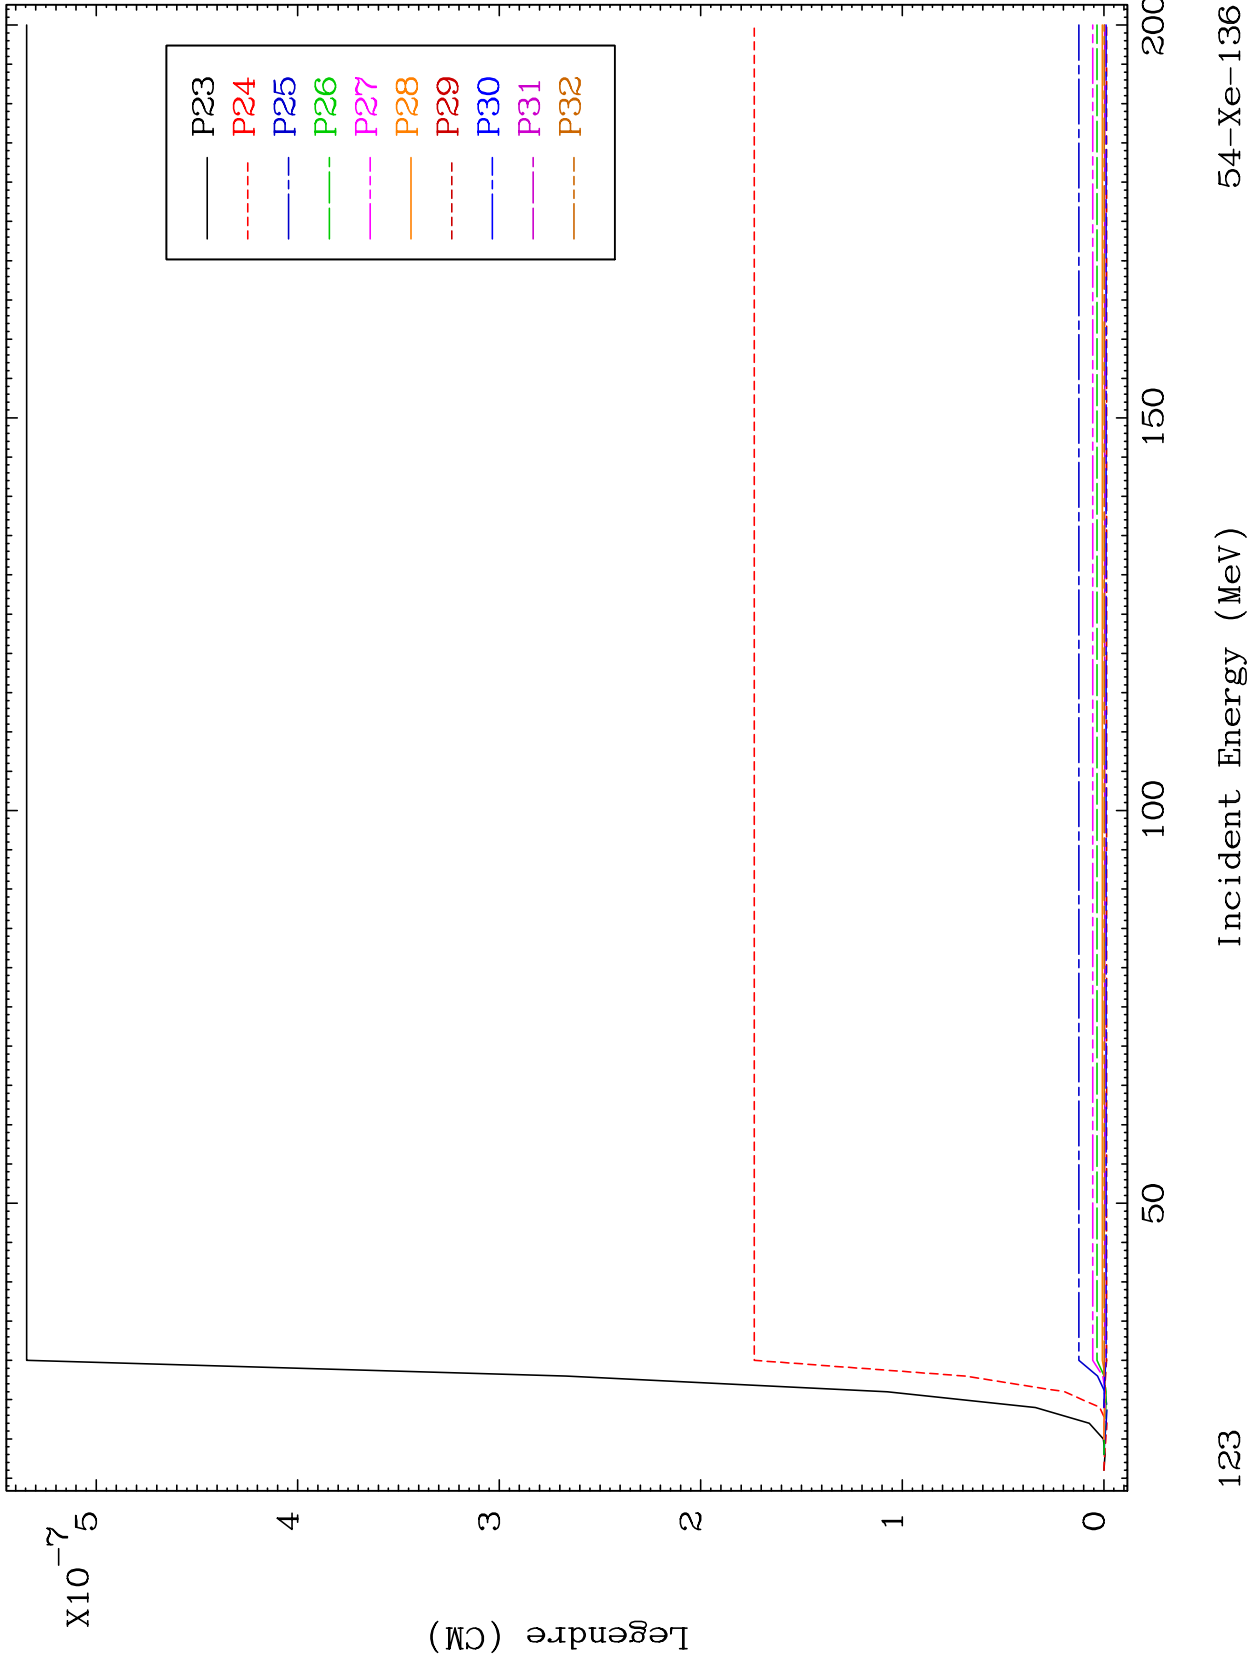 X10-7
5
4
3
2
1
0
Legendre (CM)
P23
P24
P25
P26
P27
P28
P29
P30
P31
P32
50
100
150
200
Incident Energy (MeV)
123
54-Xe-136